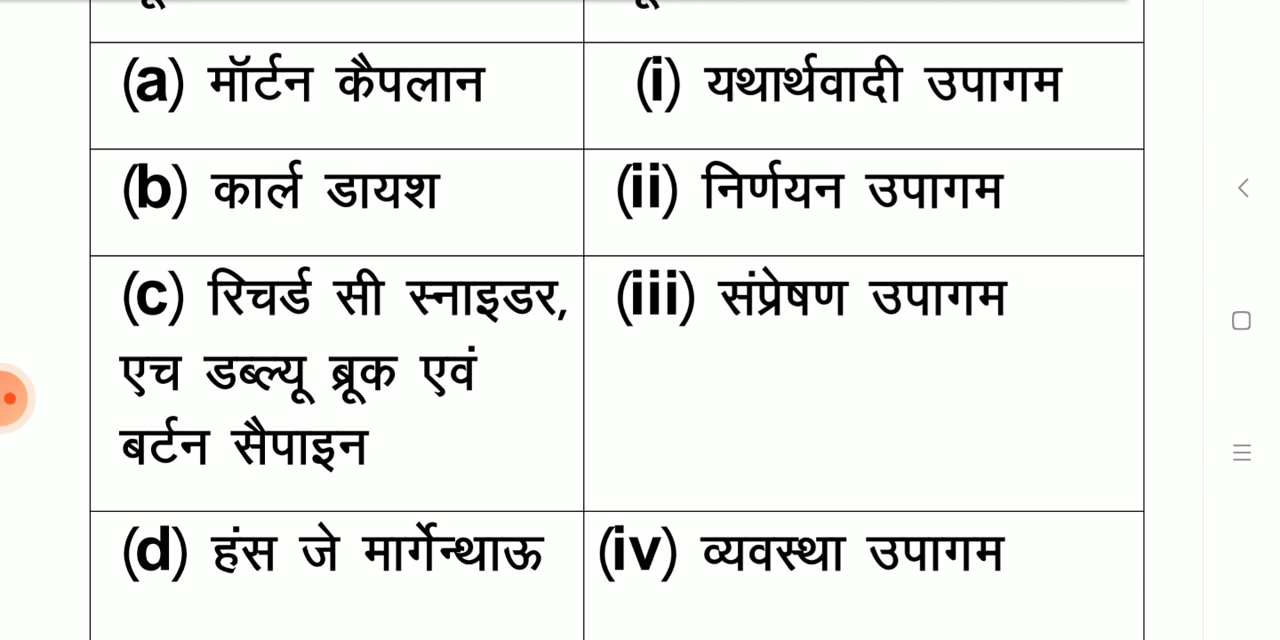 (a) मॉर्टन कैपलान
(i) यथार्थवादी उपागम
(b) कार्ल डायश
(ii) निर्णयन उपागम
(c) रिचर्ड सी स्नाइडर,
एच डब्ल्यू ब्रूक एवं
बर्टन सैपाइन
(iii) संप्रेषण उपागम
(d) हंस जे मार्गेन्थाऊ
(iv) व्यवस्था उपागम